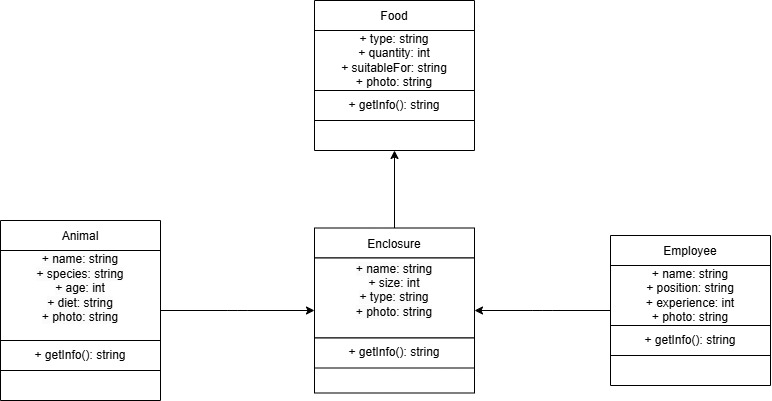 Food
+ type: string
+ quantity: int
+ suitableFor: string
+ photo: string
+ getInfo(): string
Animal
+ name: string
+ species: string
+ age: int
+ diet: string
+ photo: string
+ getInfo(): string
Enclosure
+ name: string
+ size: int
+ type: string
+ photo: string
+ getInfo(): string
Employee
+ name: string
+ position: string
+ experience: int
+ photo: string
+ getInfo(): string